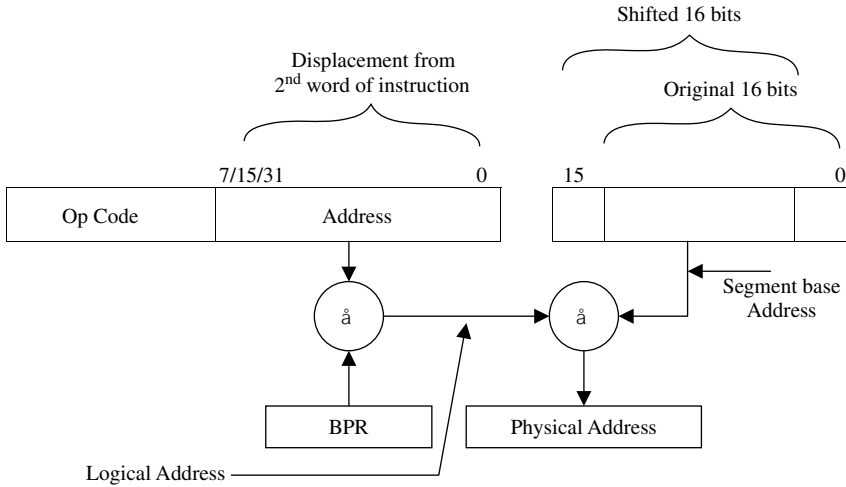 Shifted 16 bits
Displacement from
2nd word of instruction
Original 16 bits
7/15/31 0
15 0
Op Code
Address
å
å
Segment base
Address
BPR
Physical Address
Logical Address